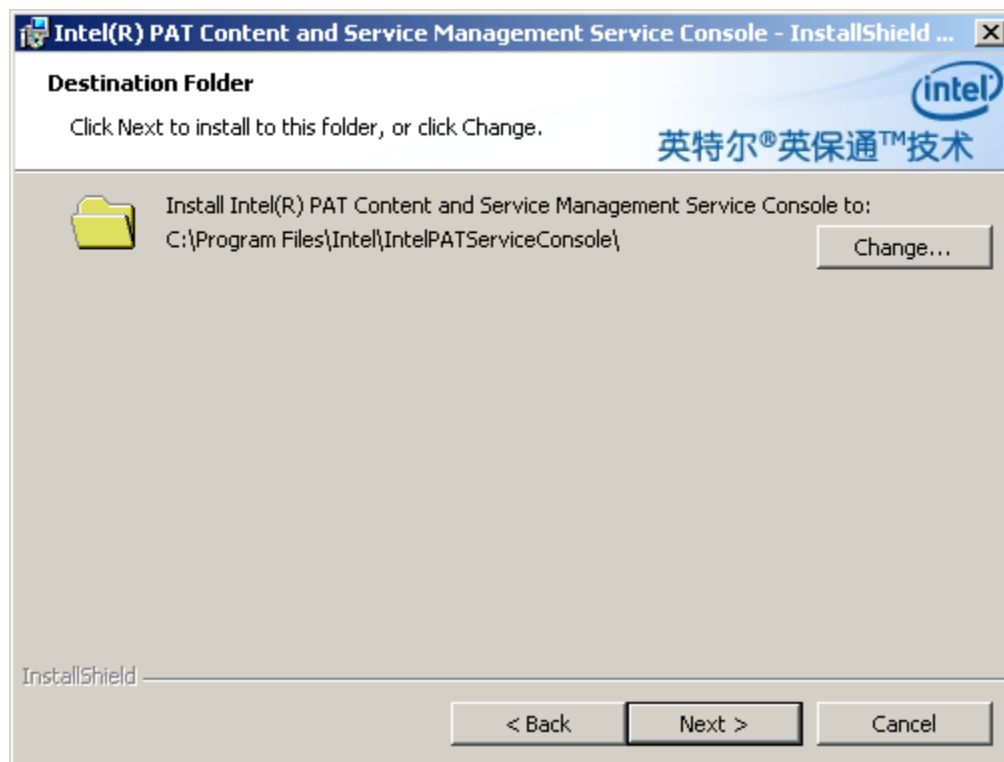 Intel(R) PAT Content and Service Management Service Console - InstallShield ...
Destination Folder
Click Next to install to this folder, or click Change.
intel
英特尔®英保通™技术
Install Intel(R) PAT Content and Service Management Service Console to:
C:\Program Files\Intel\IntelPATServiceConsole\
Change...
InstallShield
< Back
Next >
Cancel